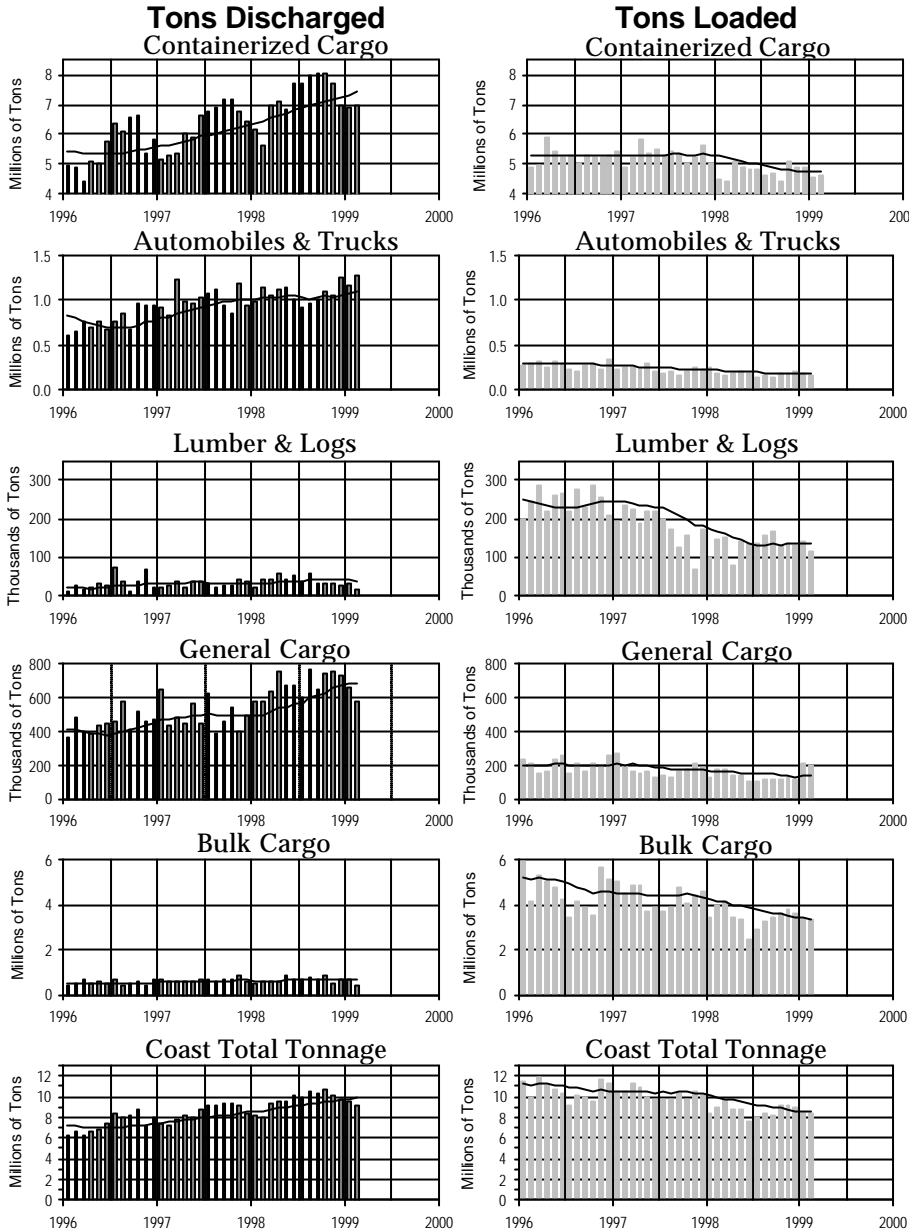 Tons Discharged
Tons Loaded
Containerized Cargo
Containerized Cargo
Millions of Tons
8
7
6
5
4
1996 1997 1998 1999 2000
Millions of Tons
8
7
6
5
4
1996 1997 1998 1999 2000
Automobiles & Trucks
Automobiles & Trucks
Millions of Tons
1.5
1.0
0.5
0.0
1996 1997 1998 1999 2000
Millions of Tons
1.5
1.0
0.5
0.0
1996 1997 1998 1999 2000
Lumber & Logs
Lumber & Logs
Thousands of Tons
300
200
100
0
1996 1997 1998 1999 2000
Thousands of Tons
300
200
100
0
1996 1997 1998 1999 2000
General Cargo
General Cargo
Thousands of Tons
800
600
400
200
0
1996 1997 1998 1999 2000
Thousands of Tons
800
600
400
200
0
1996 1997 1998 1999 2000
Bulk Cargo
Bulk Cargo
Millions of Tons
6
4
2
0
1996 1997 1998 1999 2000
Millions of Tons
6
4
2
0
1996 1997 1998 1999 2000
Coast Total Tonnage
Coast Total Tonnage
Millions of Tons
12
10
8
6
4
2
0
1996 1997 1998 1999 2000
Millions of Tons
12
10
8
6
4
2
0
1996 1997 1998 1999 2000